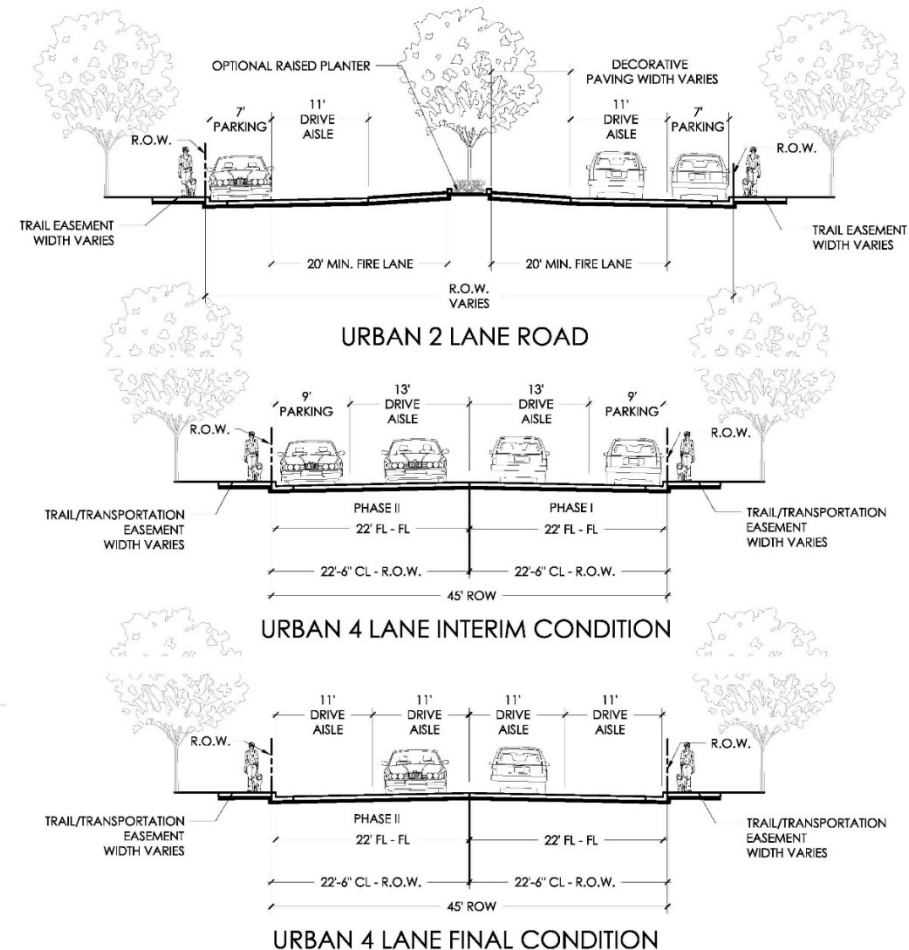 OPTIONAL RAISED PLANTER
DECORATIVE
PAVING WIDTH VARIES
7'
PARKING
11'
DRIVE
AISLE
11'
DRIVE
AISLE
7'
PARKING
R.O.W.
R.O.W.
TRAIL EASEMENT
WIDTH VARIES
TRAIL EASEMENT
WIDTH VARIES
20' MIN. FIRE LANE
20' MIN. FIRE LANE
R.O.W.
VARIES
URBAN 2 LANE ROAD
9'
PARKING
13'
DRIVE
AISLE
13'
DRIVE
AISLE
9'
PARKING
R.O.W.
R.O.W.
TRAIL/TRANSPORTATION
EASEMENT
WIDTH VARIES
PHASE II
PHASE I
TRAIL/TRANSPORTATION
EASEMENT
WIDTH VARIES
22' FL - FL
22' FL - FL
22'-6" CL - R.O.W.
22'-6" CL - R.O.W.
45' ROW
URBAN 4 LANE INTERIM CONDITION
11'
DRIVE
AISLE
11'
DRIVE
AISLE
11'
DRIVE
AISLE
11'
DRIVE
AISLE
R.O.W.
R.O.W.
TRAIL/TRANSPORTATION
EASEMENT
WIDTH VARIES
PHASE II
TRAIL/TRANSPORTATION
EASEMENT
WIDTH VARIES
22' FL - FL
22' FL - FL
22'-6" CL - R.O.W.
22'-6" CL - R.O.W.
45' ROW
URBAN 4 LANE FINAL CONDITION